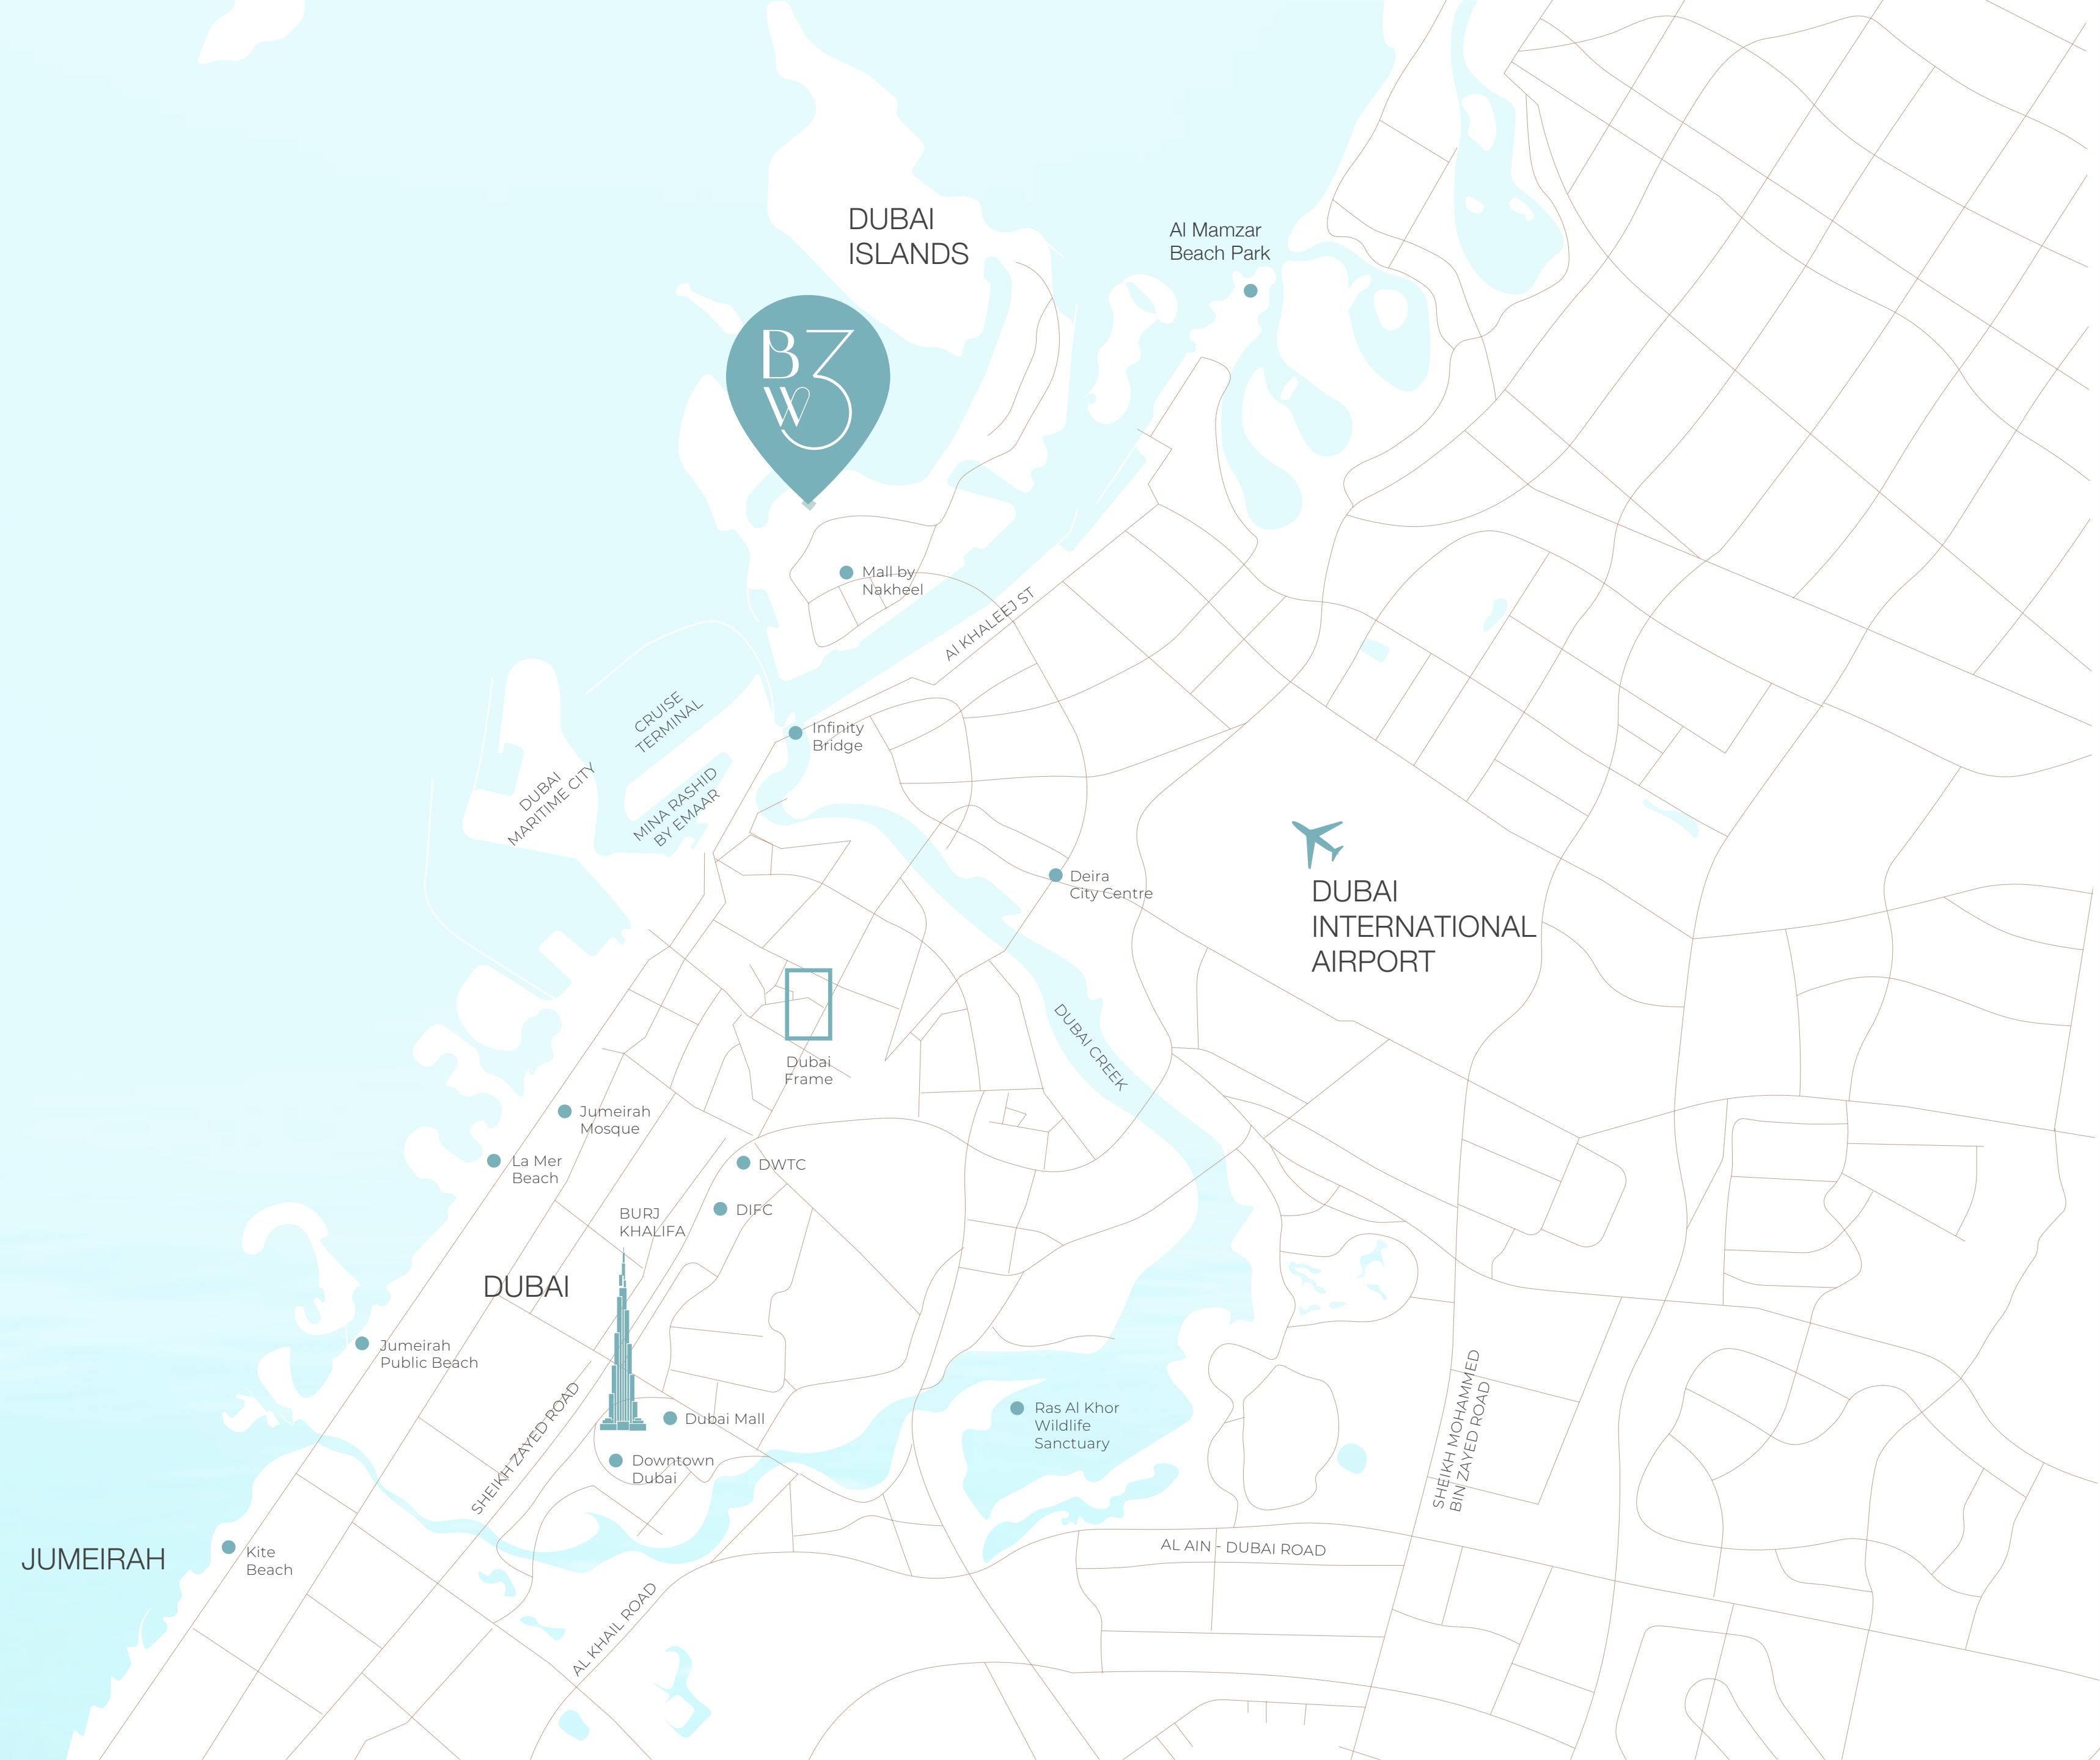 DUBAI
ISLANDS
Al Mamzar
Beach Park
B3
W
Mall by
Nakheel
Al KHALEEJ ST
CRUISE
TERMINAL
Infinity
Bridge
DUBAI
MARITIME CITY
MINA RASHID
BY EMAAR
Deira
City Centre
DUBAI
INTERNATIONAL
AIRPORT
DUBAI CREEK
Dubai
Frame
Jumeirah
Mosque
La Mer
Beach
DWTC
DIFC
BURJ
KHALIFA
DUBAI
Jumeirah
Public Beach
SHEIKH ZAYED ROAD
Dubai Mall
Downtown
Dubai
Ras Al Khor
Wildlife
Sanctuary
SHEIKH MOHAMMED
BIN ZAYED ROAD
JUMEIRAH
Kite
Beach
AL AIN - DUBAI ROAD
AL KHAIL ROAD